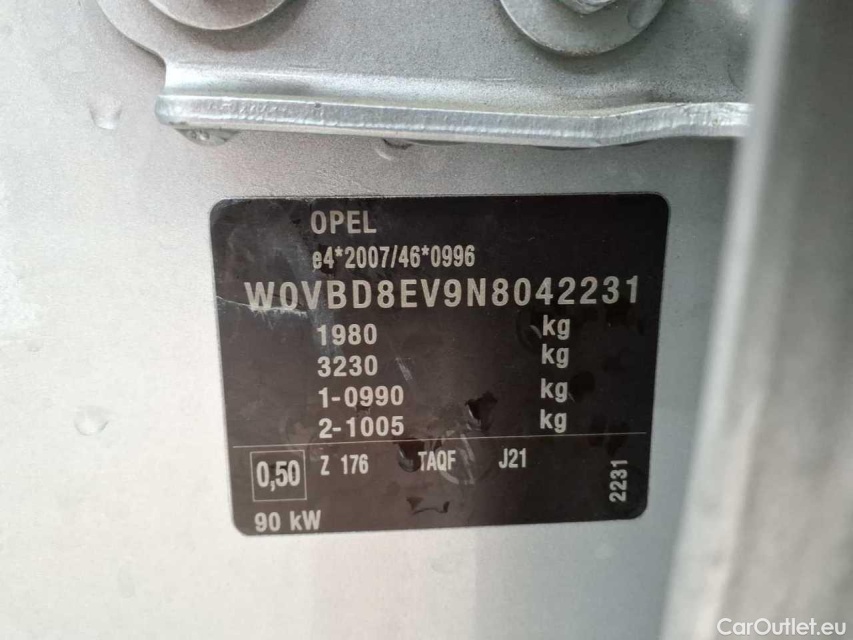 OPEL
e4*2007/46*0996
W0VBD8EV9N8042231
1980 kg
3230 kg
1-0990 kg
2-1005 kg
0,50 Z 176 TAQF J21
2231
90 kW
CarOutlet.eu